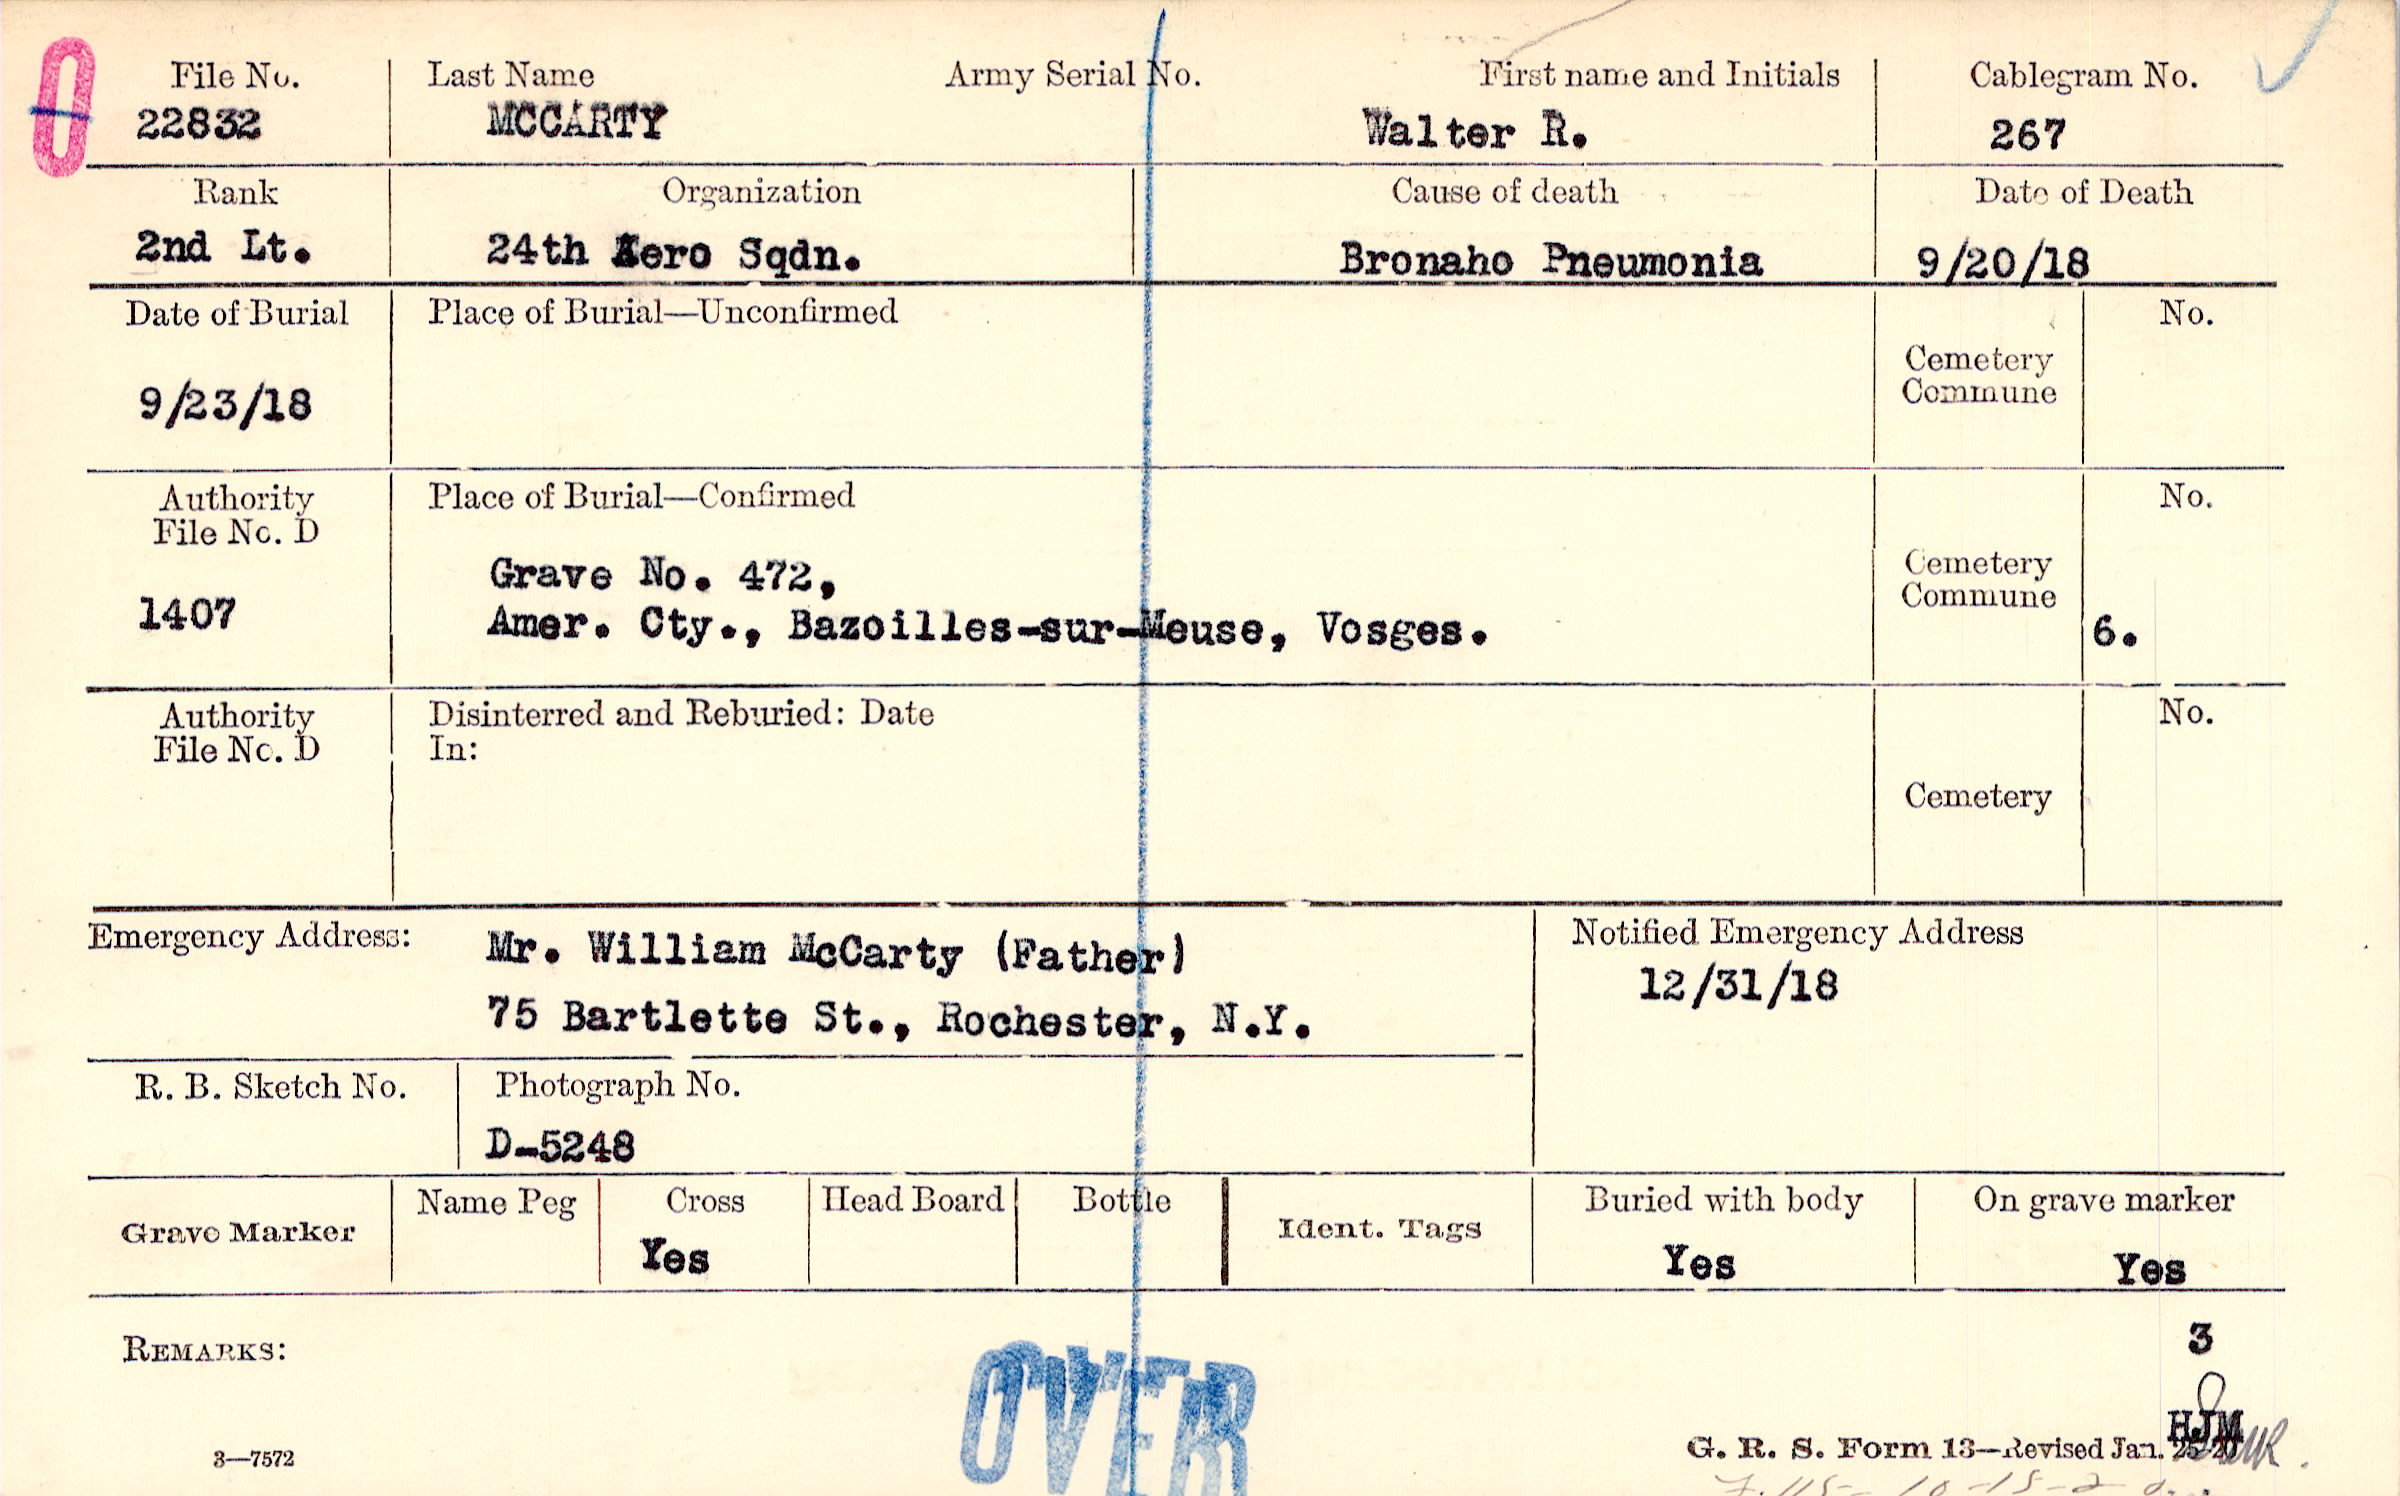 O
File No. Last Name Army Serial No. First name and Initials Cablegram No.
22832 MCCARTY Walter R. 267
Rank Organization Cause of death Date of Death
2nd Lt. 24th Aero Sqdn. Bronaho Pneumonia 9/20/18
Date of Burial Place of Burial—Unconfirmed No.
Cemetery
Commune
9/23/18
Authority Place of Burial—Confirmed No.
File No. D
Cemetery
Commune
Grave No. 472,
1407 Amer. Cty., Bazoilles-sur-Meuse, Vosges. 6.
Authority Disinterred and Reburied: Date No.
File No. D In:
Cemetery
Emergency Address: Mr. William McCarty (Father) Notified Emergency Address
75 Bartlette St., Rochester, N.Y. 12/31/18
R. B. Sketch No. Photograph No.
D-5248
Grave Marker Name Peg Cross Head Board Bottle Ident. Tags Buried with body On grave marker
Yes Yes Yes
REMARKS: 3
OVER
HJM
3—7572 G. R. S. Form 13—Revised Jan.